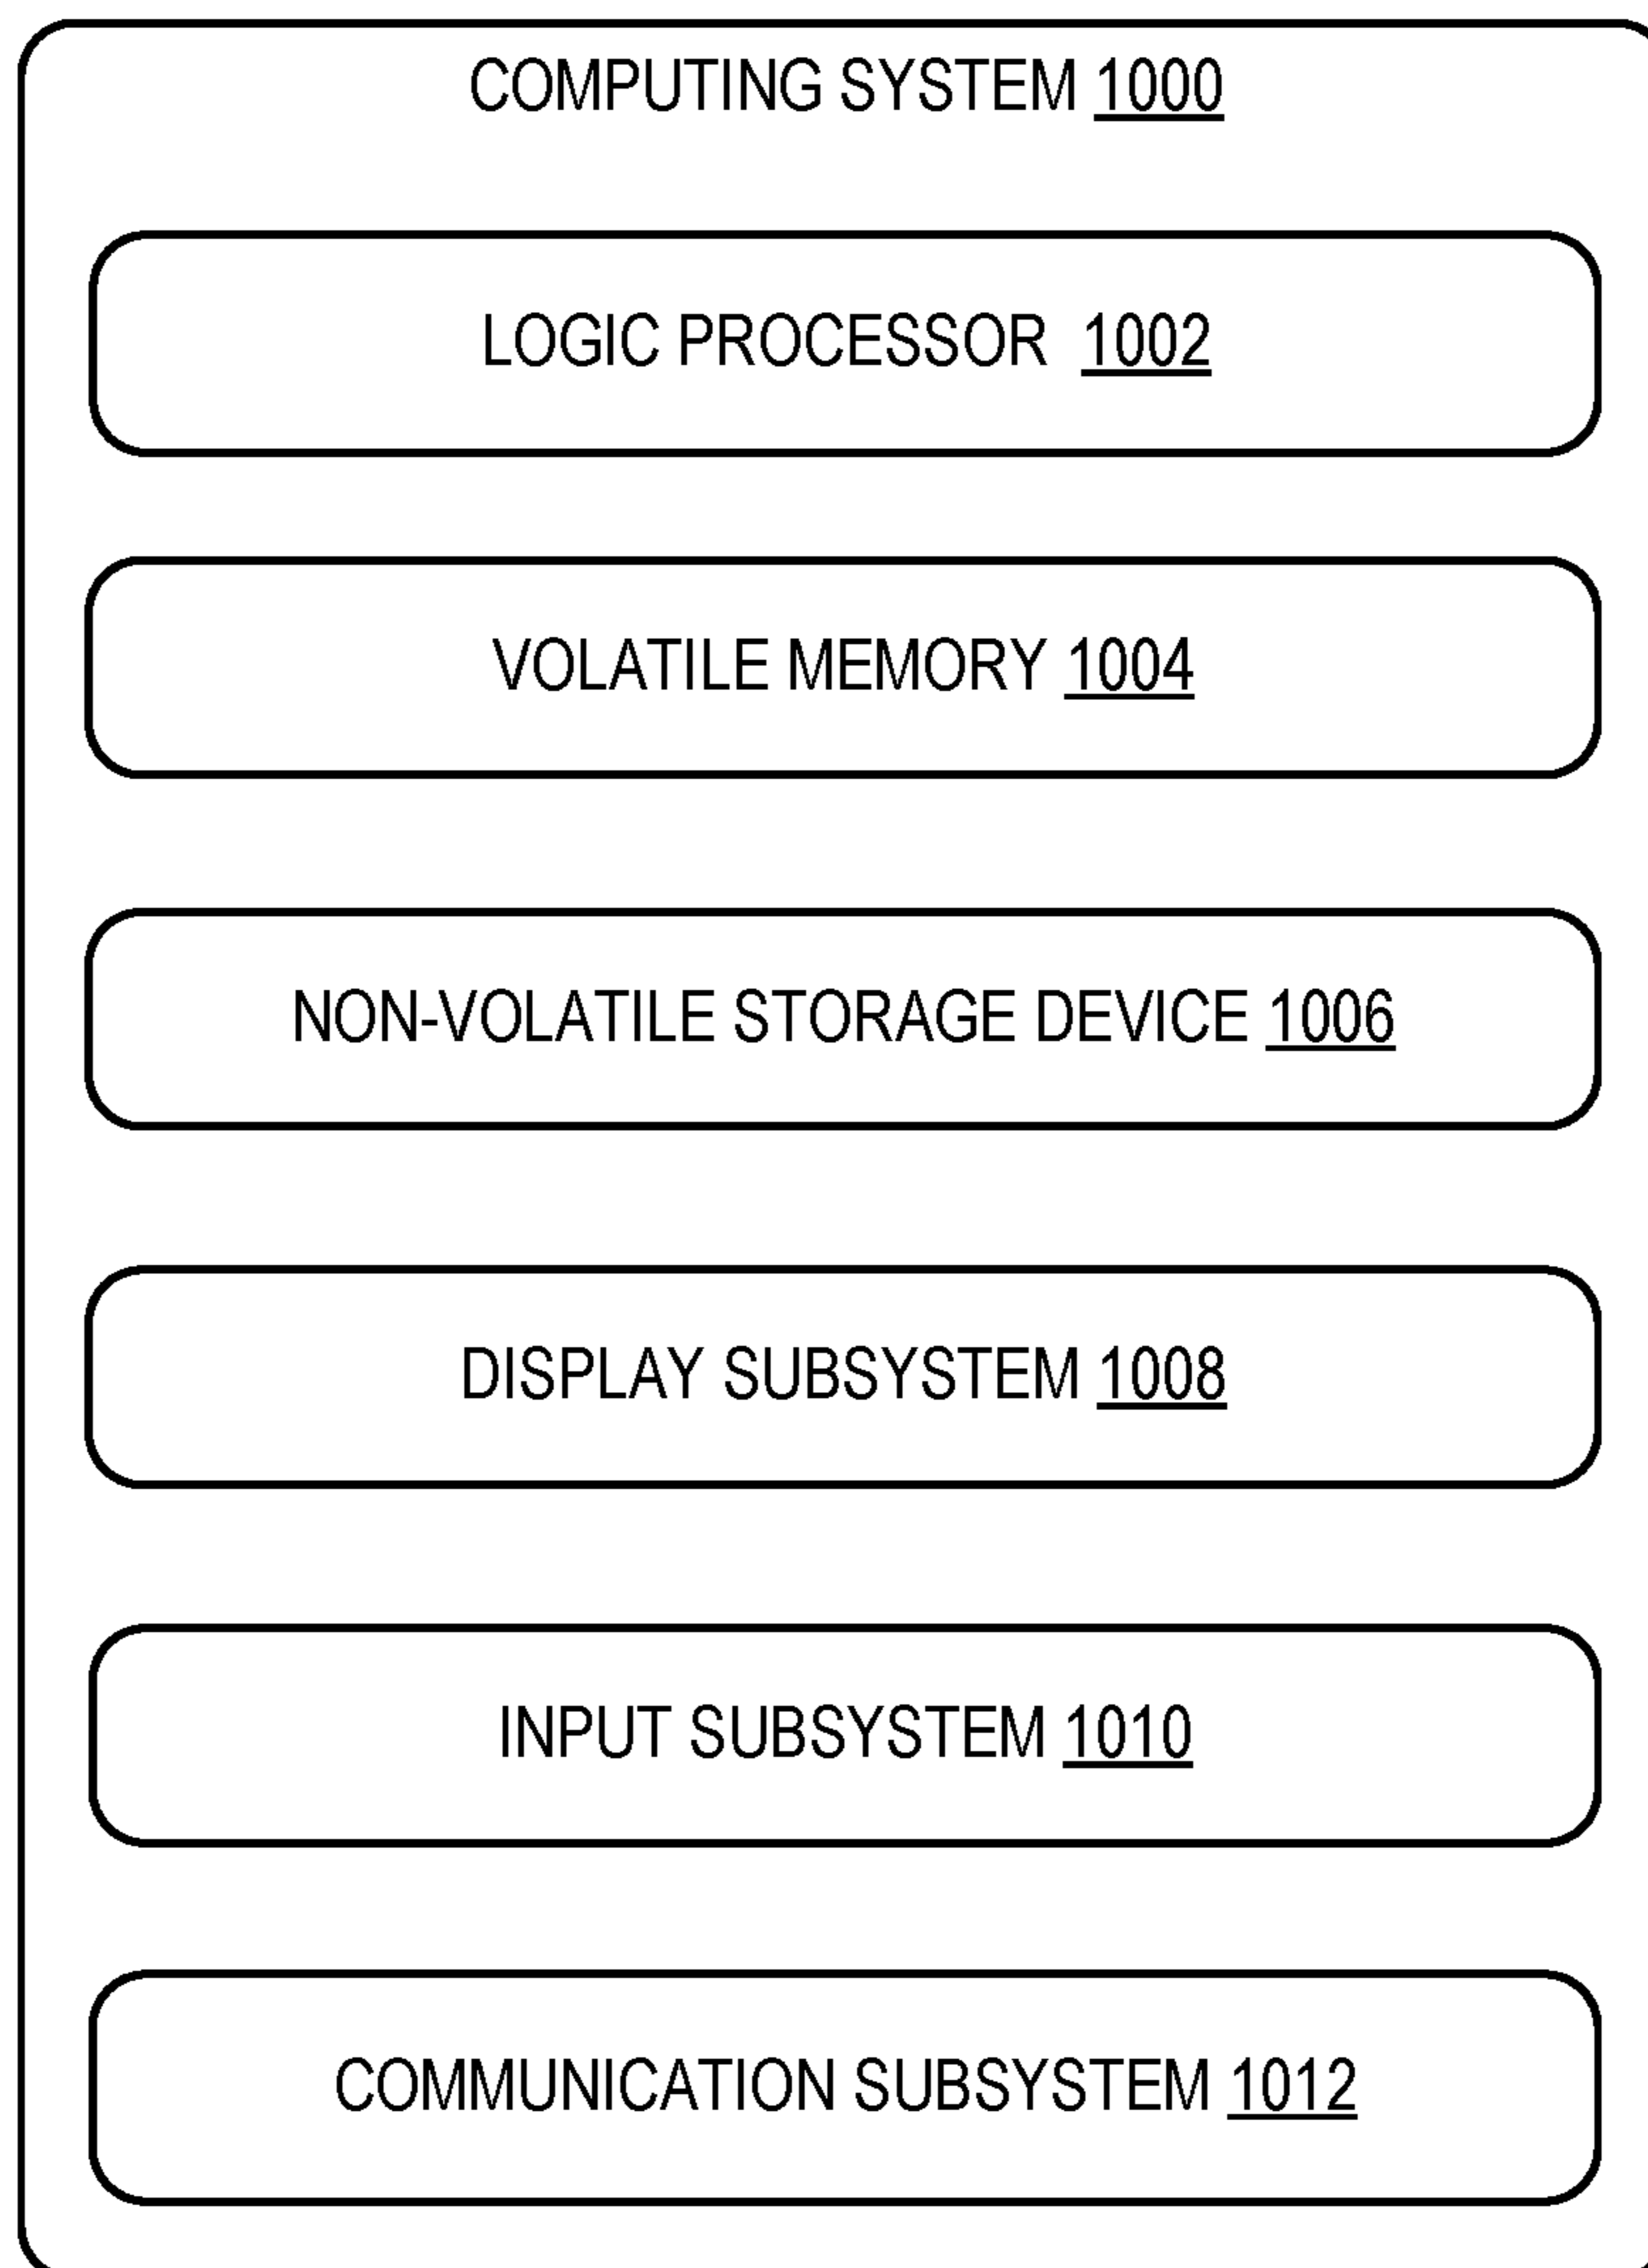 COMPUTING SYSTEM 1000
LOGIC PROCESSOR 1002
VOLATILE MEMORY 1004
NON-VOLATILE STORAGE DEVICE 1006
DISPLAY SUBSYSTEM 1008
INPUT SUBSYSTEM 1010
COMMUNICATION SUBSYSTEM 1012